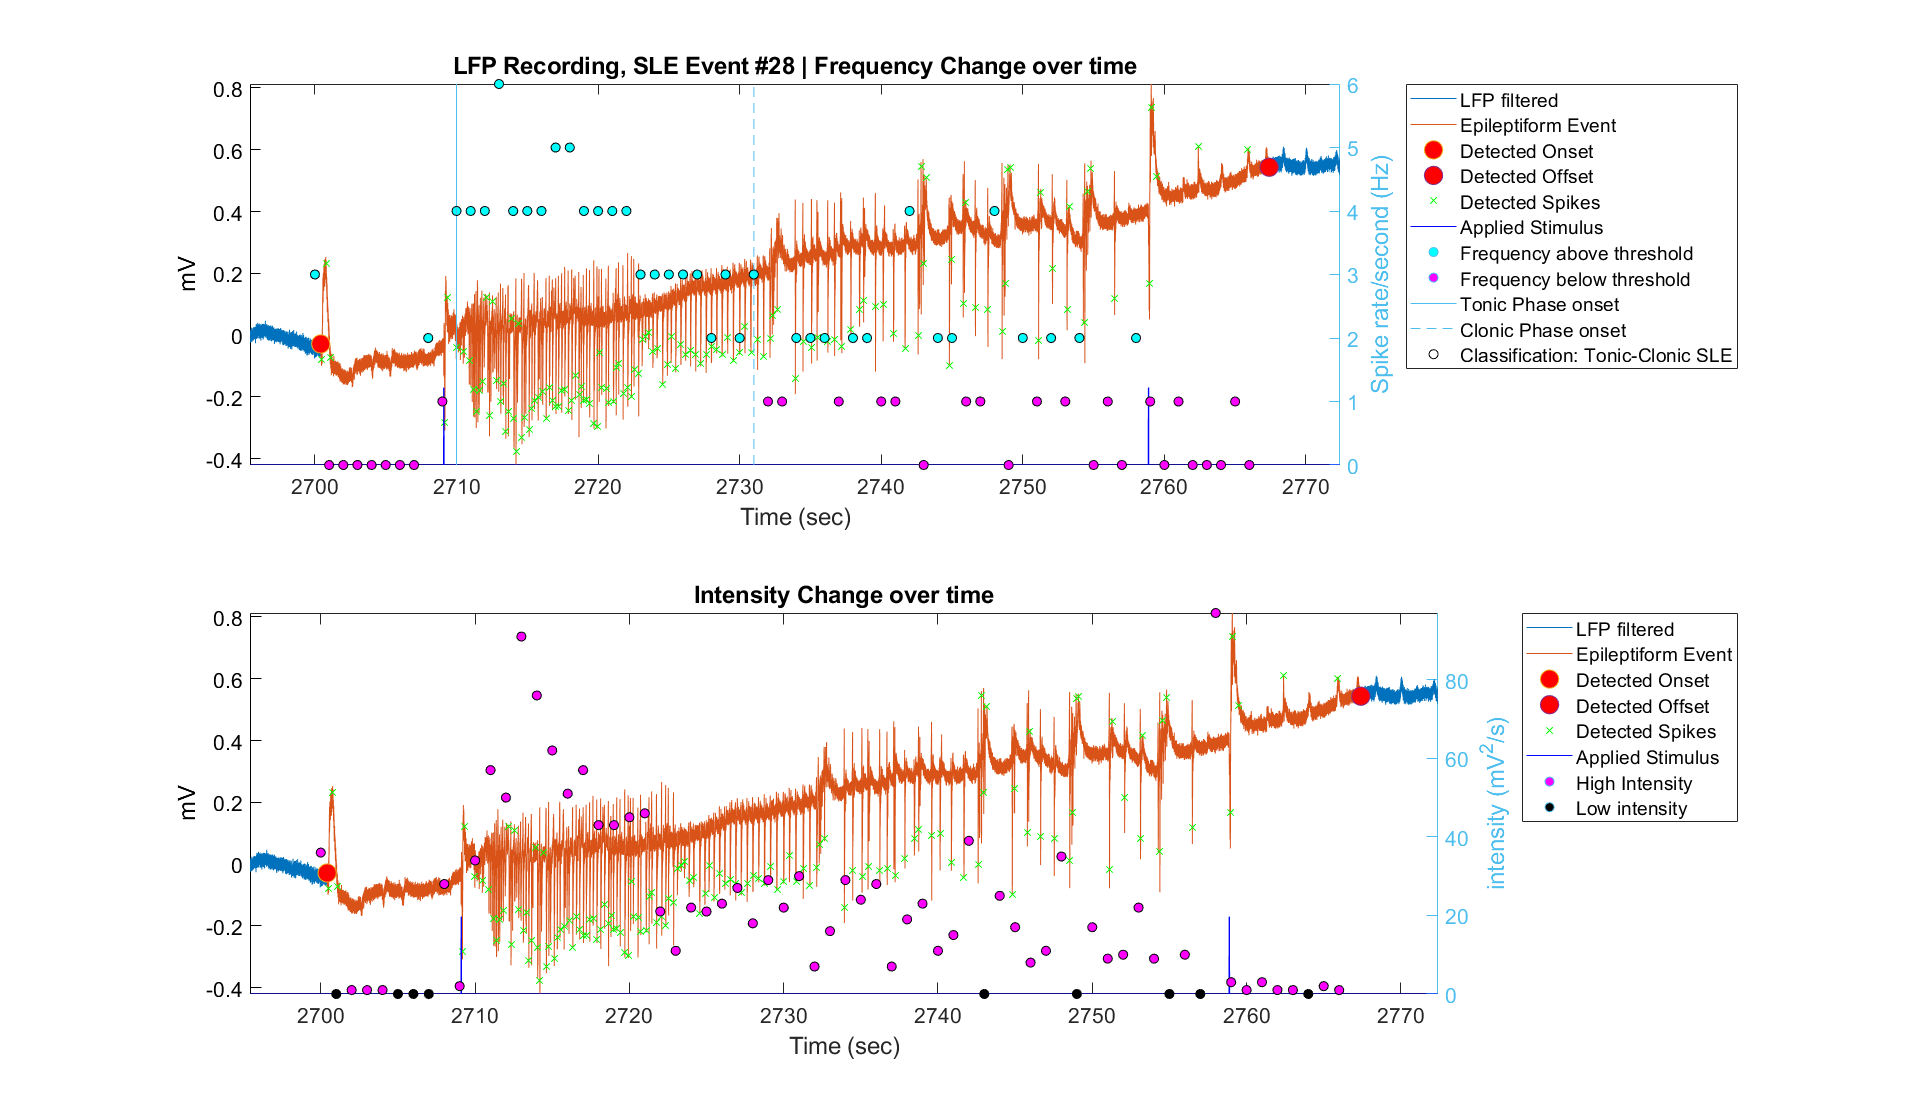 LFP Recording, SLE Event #28 | Frequency Change over time
0.8
0.6
0.4
0.2
0
-0.2
-0.4
mV
6
5
4
3
2
1
0
Spike rate/second (Hz)
2700 2710 2720 2730 2740 2750 2760 2770
Time (sec)
LFP filtered
Epileptiform Event
Detected Onset
Detected Offset
Detected Spikes
Applied Stimulus
Frequency above threshold
Frequency below threshold
Tonic Phase onset
Clonic Phase onset
Classification: Tonic-Clonic SLE
Intensity Change over time
0.8
0.6
0.4
0.2
0
-0.2
-0.4
mV
80
60
40
20
0
intensity (mV²/s)
2700 2710 2720 2730 2740 2750 2760 2770
Time (sec)
LFP filtered
Epileptiform Event
Detected Onset
Detected Offset
Detected Spikes
Applied Stimulus
High Intensity
Low intensity